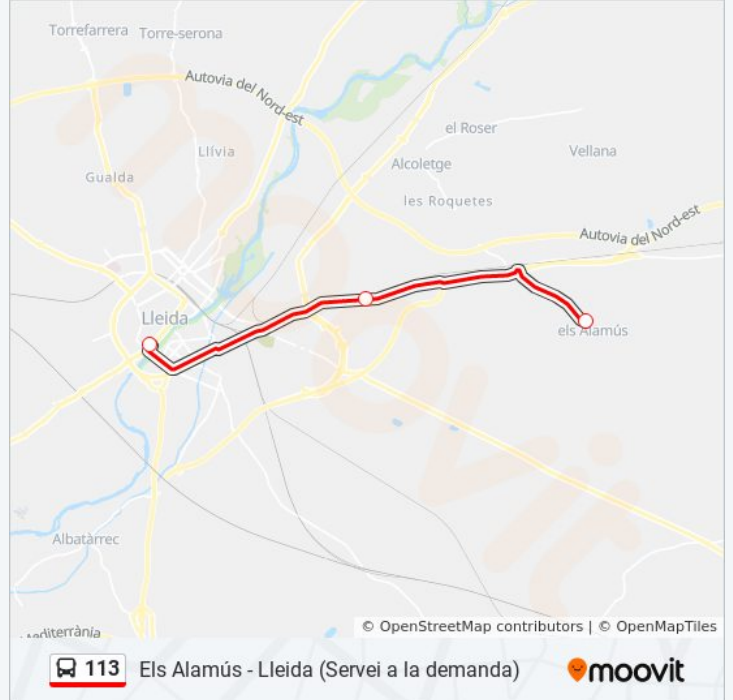 Torrefarrera
Torre-serona
Autovia del Nord-est
el Roser
Llívia
Vellana
Alcoletge
Gualda
les Roquetes
Autovia del Nord-est
Lleida
els Alamús
Albatàrrec
Mediterrània
moovit
© OpenStreetMap contributors | © OpenMapTiles
113 Els Alamús - Lleida (Servei a la demanda) moovit